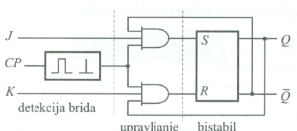 J
S
Q
CP
K
R
Q̅
detekcija brida
upravljanje
bistabil